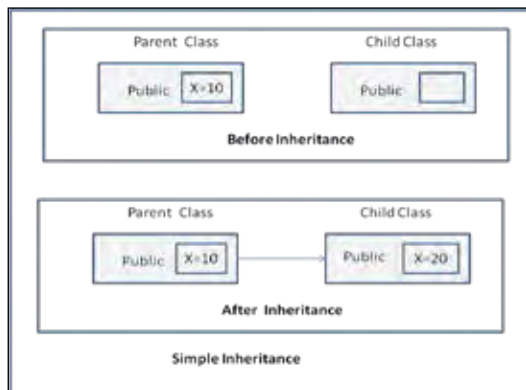 Parent Class Child Class
Public X=10 Public
Before Inheritance
Parent Class Child Class
Public X=10 Public X=20
After Inheritance
Simple Inheritance